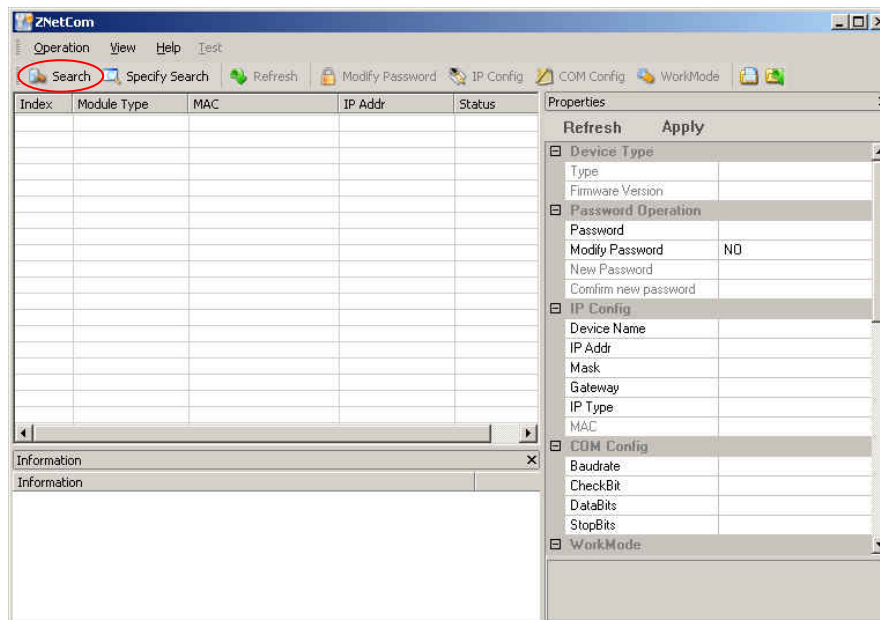 ZNetCom
Operation View Help Test
Search Specify Search Refresh Modify Password IP Config COM Config WorkMode
Index Module Type MAC IP Addr Status
Properties
Refresh Apply
Device Type
Type
Firmware Version
Password Operation
Password
Modify Password NO
New Password
Comfirm new password
IP Config
Device Name
IP Addr
Mask
Gateway
IP Type
MAC
COM Config
Baudrate
CheckBit
DataBits
StopBits
WorkMode
Information
Information